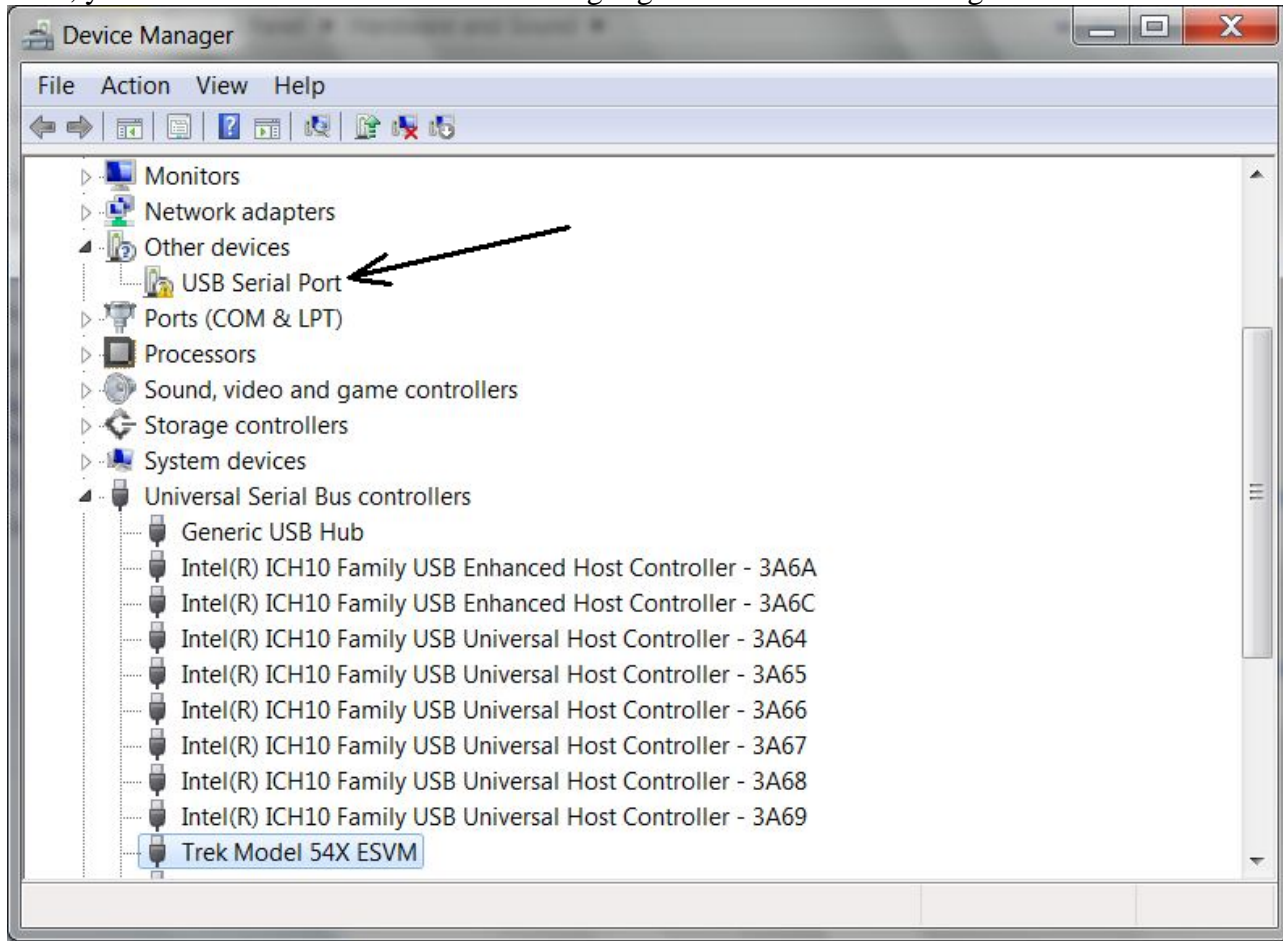 Device Manager
File Action View Help
Monitors
Network adapters
Other devices
USB Serial Port
Ports (COM & LPT)
Processors
Sound, video and game controllers
Storage controllers
System devices
Universal Serial Bus controllers
Generic USB Hub
Intel(R) ICH10 Family USB Enhanced Host Controller - 3A6A
Intel(R) ICH10 Family USB Enhanced Host Controller - 3A6C
Intel(R) ICH10 Family USB Universal Host Controller - 3A64
Intel(R) ICH10 Family USB Universal Host Controller - 3A65
Intel(R) ICH10 Family USB Universal Host Controller - 3A66
Intel(R) ICH10 Family USB Universal Host Controller - 3A67
Intel(R) ICH10 Family USB Universal Host Controller - 3A68
Intel(R) ICH10 Family USB Universal Host Controller - 3A69
Trek Model 54X ESVM